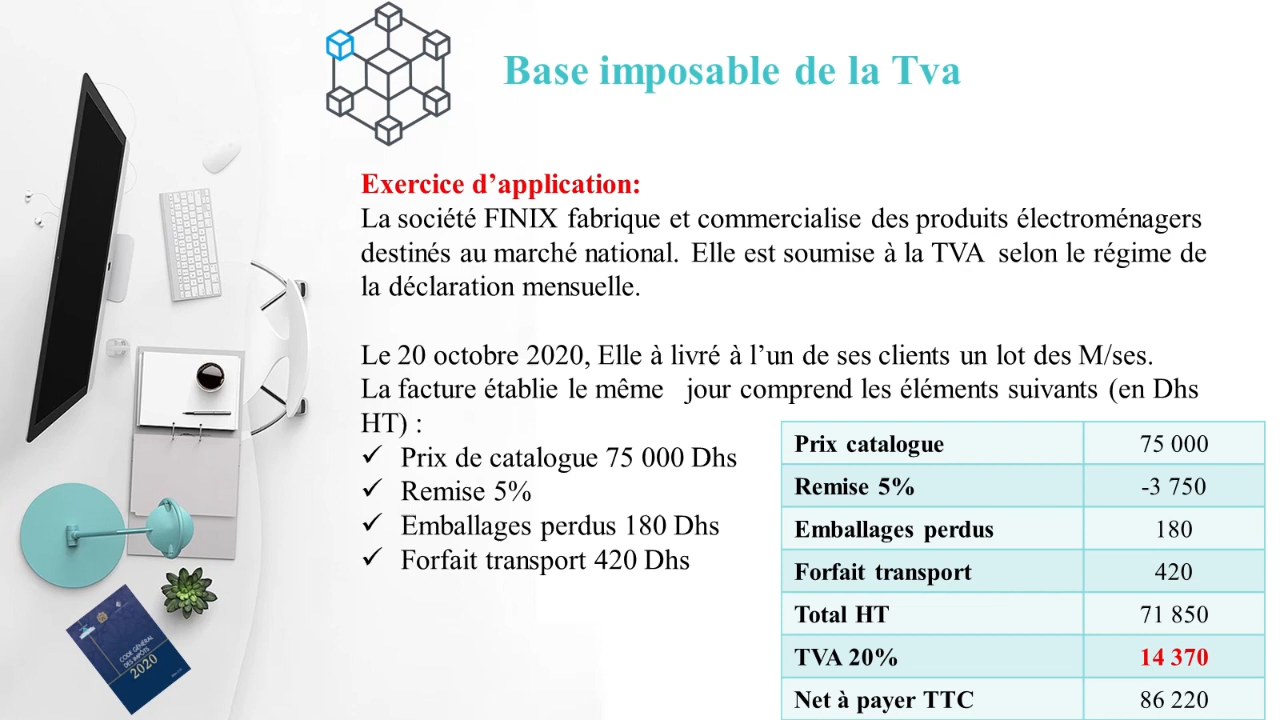 Base imposable de la Tva
Exercice d’application:
La société FINIX fabrique et commercialise des produits électroménagers
destinés au marché national. Elle est soumise à la TVA selon le régime de
la déclaration mensuelle.
Le 20 octobre 2020, Elle à livré à l’un de ses clients un lot des M/ses.
La facture établie le même jour comprend les éléments suivants (en Dhs
HT) :
✓ Prix de catalogue 75 000 Dhs
✓ Remise 5%
✓ Emballages perdus 180 Dhs
✓ Forfait transport 420 Dhs
Prix catalogue 75 000
Remise 5% -3 750
Emballages perdus 180
Forfait transport 420
Total HT 71 850
TVA 20% 14 370
Net à payer TTC 86 220
CODE GÉNÉRAL
DES IMPÔTS
2020